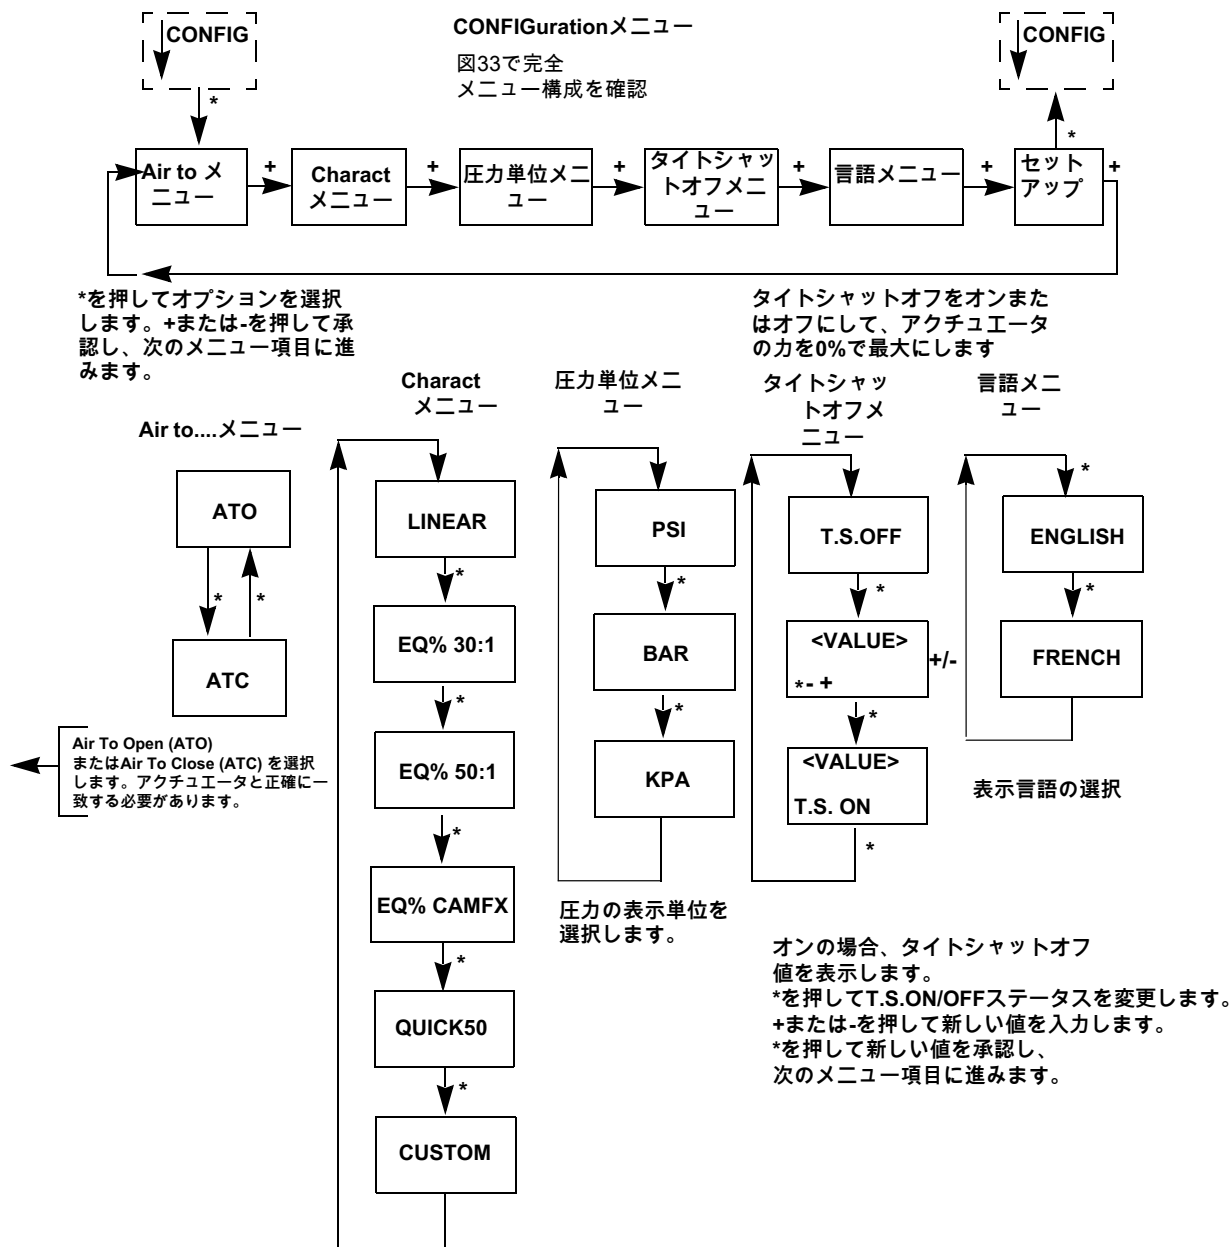 CONFIG
CONFIGurationメニュー
CONFIG
図33で完全
メニュー構成を確認
*
*
Air to メ
ニュー
+
Charact
メニュー
+
圧力単位メニ
ュー
+
タイトシャッ
トオフメニ
ュー
+
言語メニュー
+
セット
アップ
+
*を押してオプションを選択
します。+または-を押して承
認し、次のメニュー項目に進
みます。
タイトシャットオフをオンまた
はオフにして、アクチュエータ
の力を0%で最大にします
Air to....メニュー
ATO
*
*
ATC
Air To Open (ATO)
またはAir To Close (ATC) を選択
します。アクチュエータと正確に一
致する必要があります。
Charact
メニュー
LINEAR
*
EQ% 30:1
*
EQ% 50:1
*
EQ% CAMFX
*
QUICK50
*
CUSTOM
圧力単位メニ
ュー
PSI
*
BAR
*
KPA
圧力の表示単位を
選択します。
タイトシャッ
トオフメ
ニュー
T.S.OFF
*
<VALUE>
*- +
+/-
*
<VALUE>
T.S. ON
*
オンの場合、タイトシャットオフ
値を表示します。
*を押してT.S.ON/OFFステータスを変更します。
+または-を押して新しい値を入力します。
*を押して新しい値を承認し、
次のメニュー項目に進みます。
言語メニ
ュー
*
ENGLISH
*
FRENCH
表示言語の選択